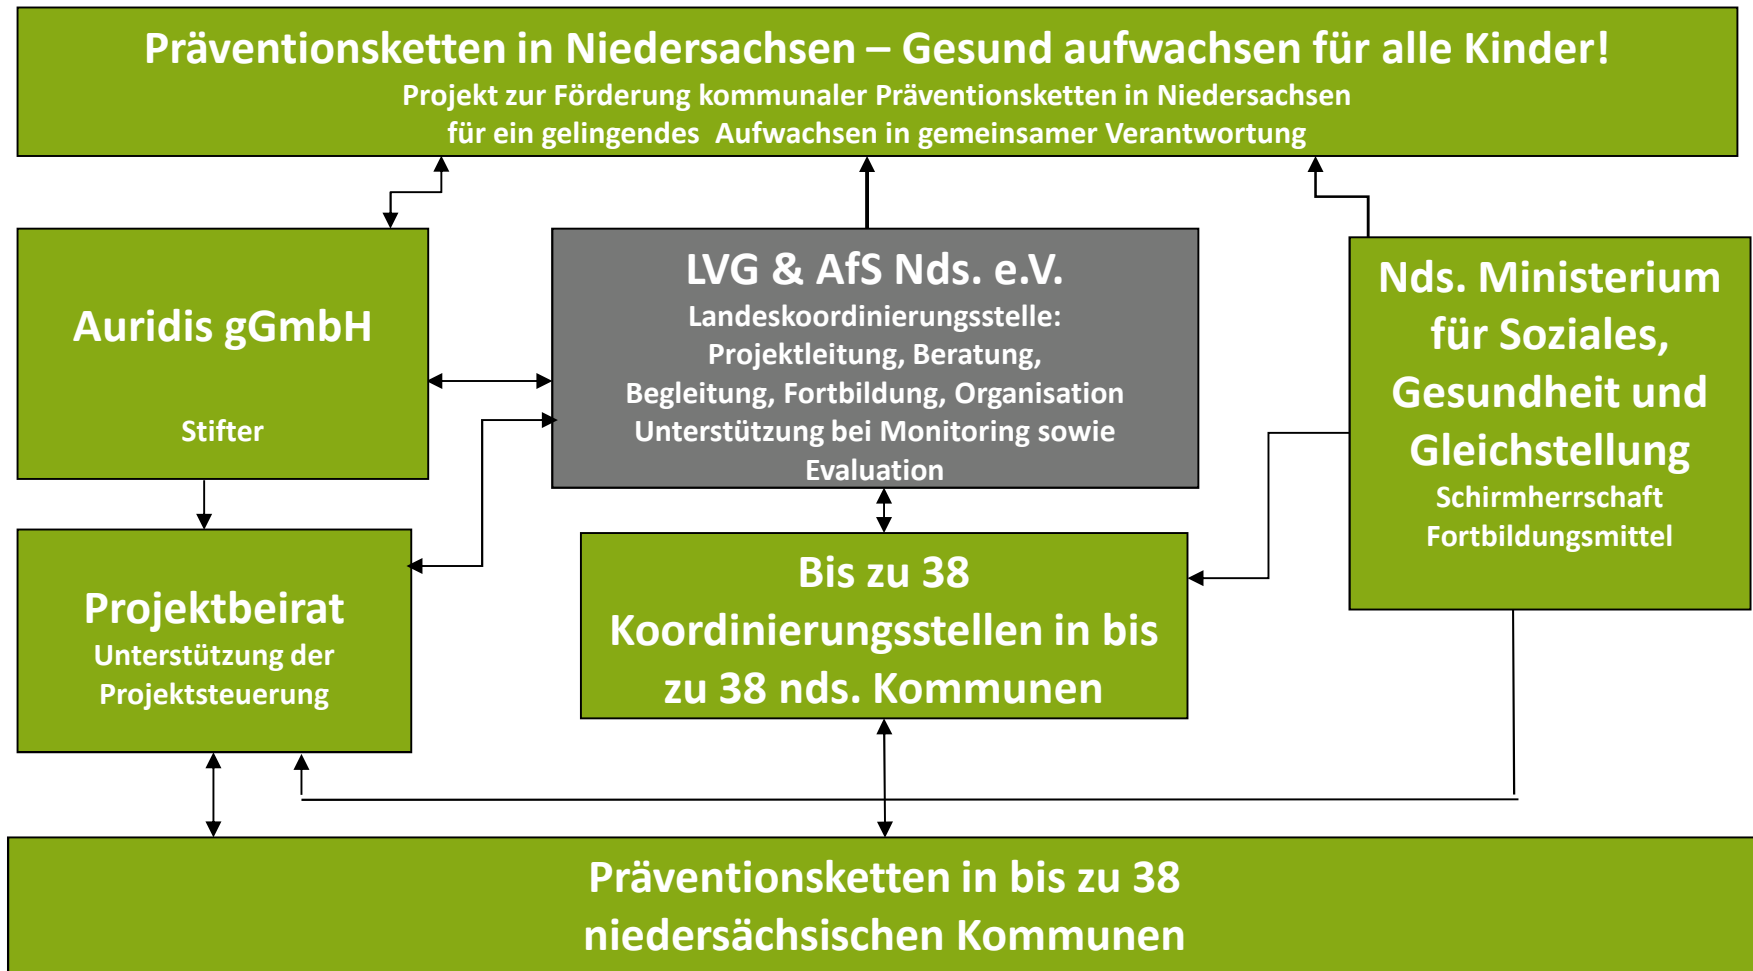 Präventionsketten in Niedersachsen – Gesund aufwachsen für alle Kinder!
Projekt zur Förderung kommunaler Präventionsketten in Niedersachsen
für ein gelingendes Aufwachsen in gemeinsamer Verantwortung
Auridis gGmbH
Stifter
LVG & AfS Nds. e.V.
Landeskoordinierungsstelle:
Projektleitung, Beratung,
Begleitung, Fortbildung, Organisation
Unterstützung bei Monitoring sowie
Evaluation
Nds. Ministerium
für Soziales,
Gesundheit und
Gleichstellung
Schirmherrschaft
Fortbildungsmittel
Projektbeirat
Unterstützung der
Projektsteuerung
Bis zu 38
Koordinierungsstellen in bis
zu 38 nds. Kommunen
Präventionsketten in bis zu 38
niedersächsischen Kommunen